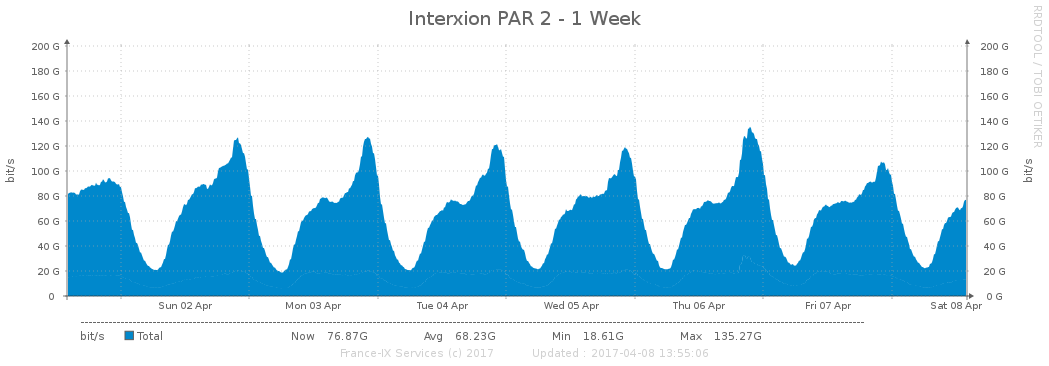 Interxion PAR 2 - 1 Week
RRDTOOL / TOBI OETIKER
bit/s
200 G
180 G
160 G
140 G
120 G
100 G
80 G
60 G
40 G
20 G
0
200 G
180 G
160 G
140 G
120 G
100 G
80 G
60 G
40 G
20 G
0 G
bit/s
Sun 02 Apr Mon 03 Apr Tue 04 Apr Wed 05 Apr Thu 06 Apr Fri 07 Apr Sat 08 Apr
bit/s Total Now 76.87G Avg 68.23G Min 18.61G Max 135.27G
France-IX Services (c) 2017 Updated : 2017-04-08 13:55:06